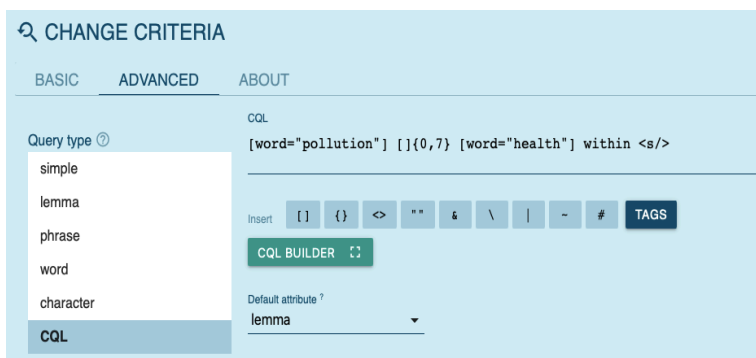 CHANGE CRITERIA
BASIC ADVANCED ABOUT
Query type ?
simple
lemma
phrase
word
character
CQL
CQL
[word="pollution"] []{0,7} [word="health"] within <s/>
Insert [] {} <> "" & \ | ~ # TAGS
CQL BUILDER
Default attribute ?
lemma